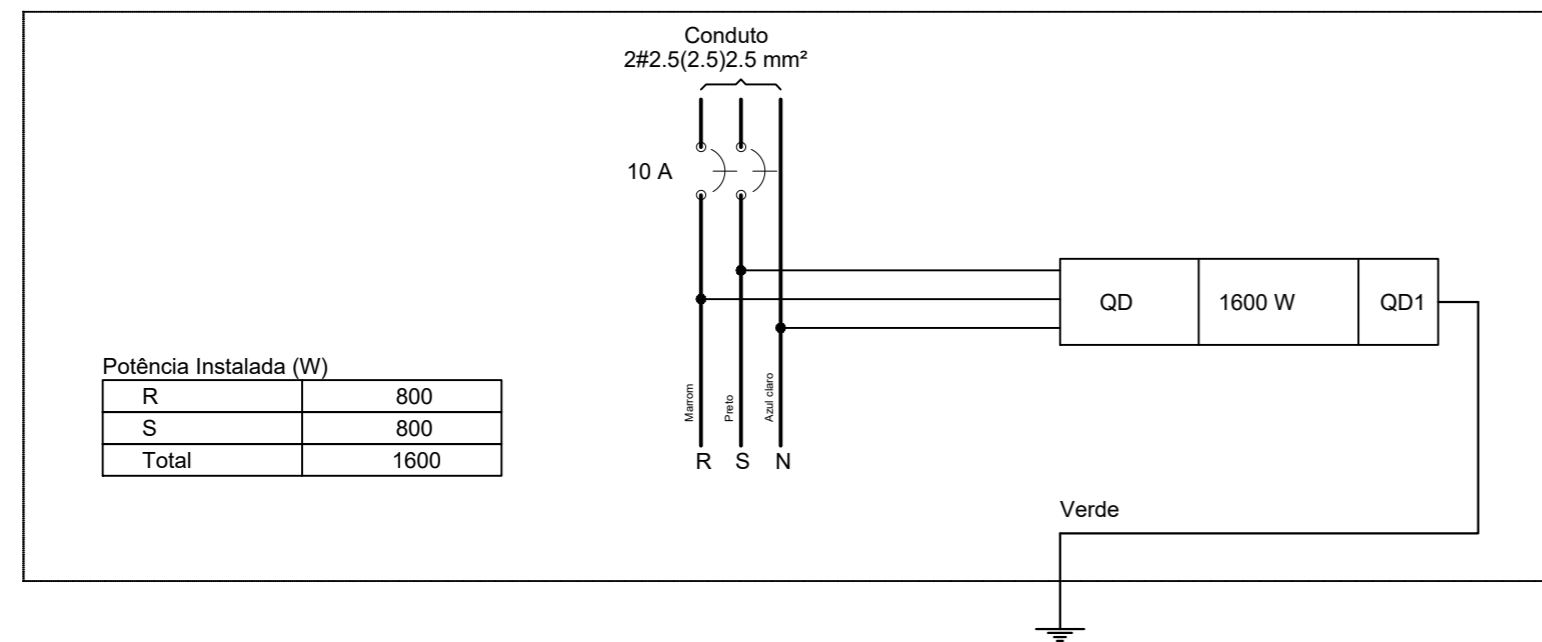 Conduto
2#2.5(2.5)2.5 mm²
10 A
QD 1600 W QD1
Potência Instalada (W)
R 800
S 800
Total 1600
Marrom
Preto
Azul claro
R S N
Verde